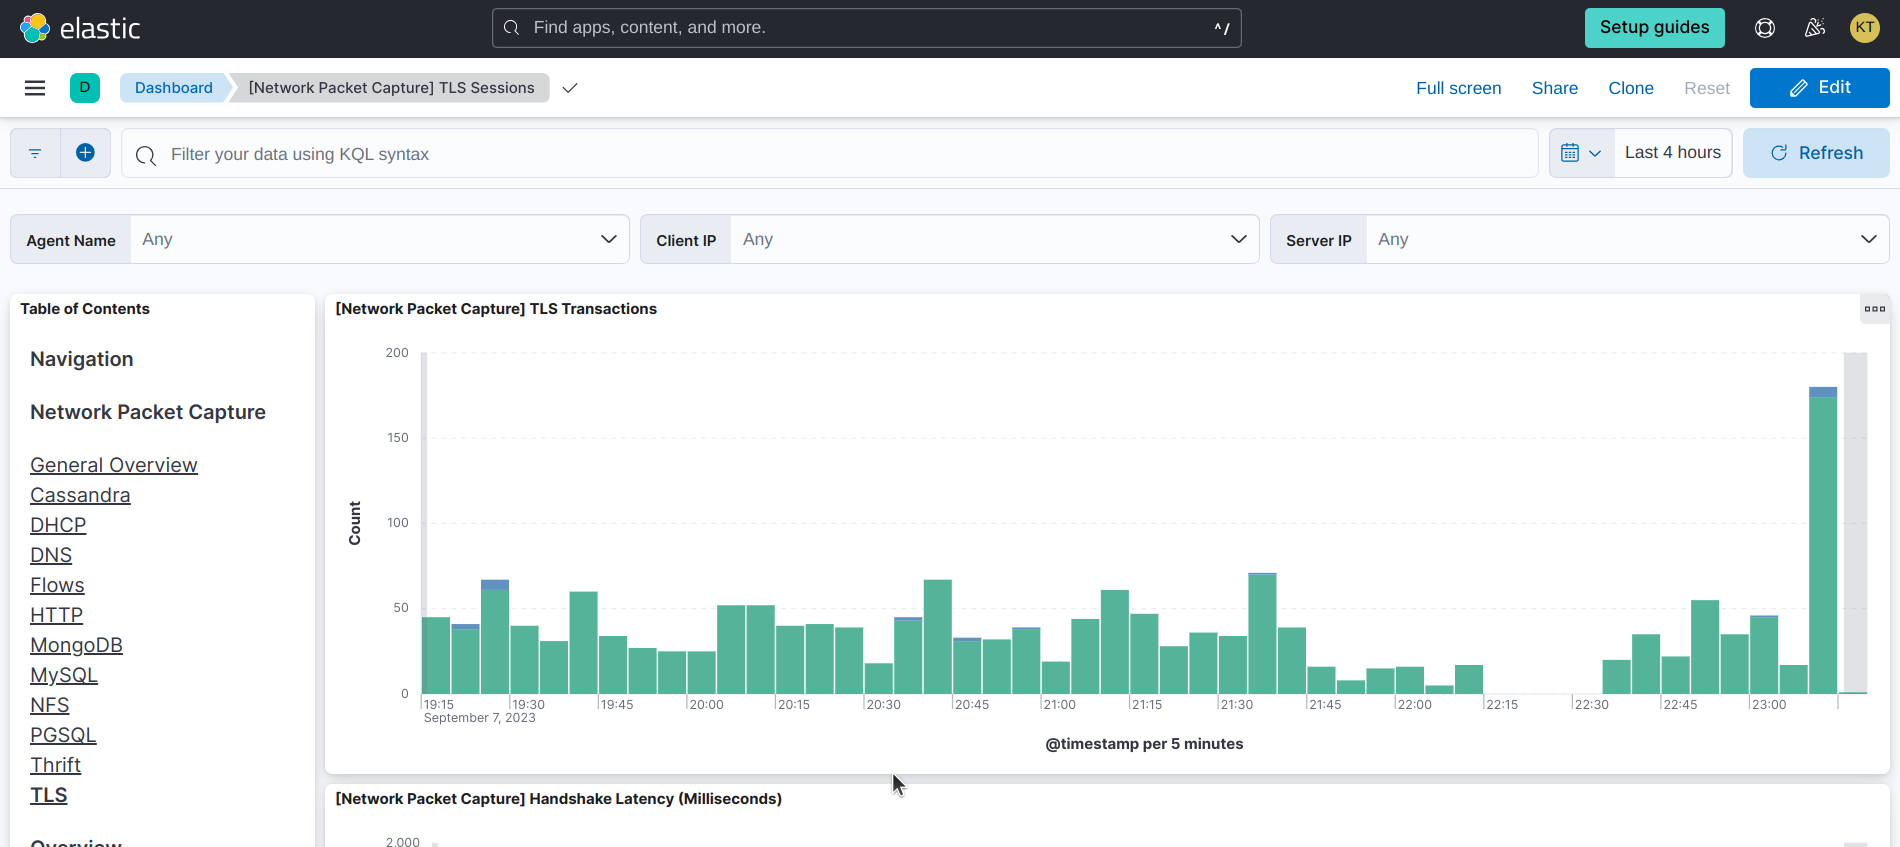 elastic
Find apps, content, and more.
^ /
Setup guides
KT
D
Dashboard
[Network Packet Capture] TLS Sessions
Full screen
Share
Clone
Reset
Edit
Filter your data using KQL syntax
Last 4 hours
Refresh
Agent Name
Any
Client IP
Any
Server IP
Any
Table of Contents
Navigation
Network Packet Capture
General Overview
Cassandra
DHCP
DNS
Flows
HTTP
MongoDB
MySQL
NFS
PGSQL
Thrift
TLS
Overview
[Network Packet Capture] TLS Transactions
200
150
100
50
0
Count
19:15
19:30
19:45
20:00
20:15
20:30
20:45
21:00
21:15
21:30
21:45
22:00
22:15
22:30
22:45
23:00
September 7, 2023
@timestamp per 5 minutes
[Network Packet Capture] Handshake Latency (Milliseconds)
2,000